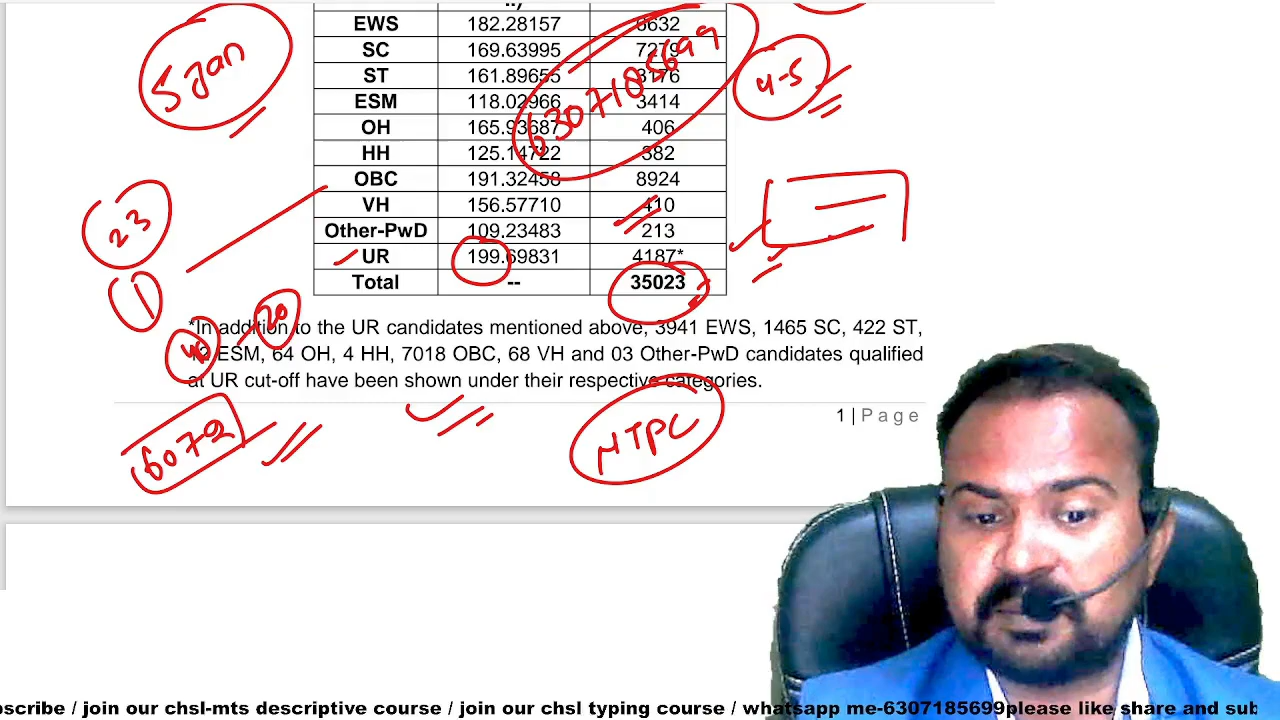 EWS 182.28157 6632
SC 169.63995 7279
ST 161.89655 3176
ESM 118.02966 3414
OH 165.93687 406
HH 125.14722 382
OBC 191.32458 8924
VH 156.57710 410
Other-PwD 109.23483 213
UR 199.69831 4187*
Total -- 35023
*In addition to the UR candidates mentioned above, 3941 EWS, 1465 SC, 422 ST,
ESM, 64 OH, 4 HH, 7018 OBC, 68 VH and 03 Other-PwD candidates qualified
at UR cut-off have been shown under their respective categories.
1 | Page
5 Jan
6307185699
4-5
23
1
40 - 20
6072
NTPC
scribe / join our chsl-mts descriptive course / join our chsl typing course / whatsapp me-6307185699please like share and sub